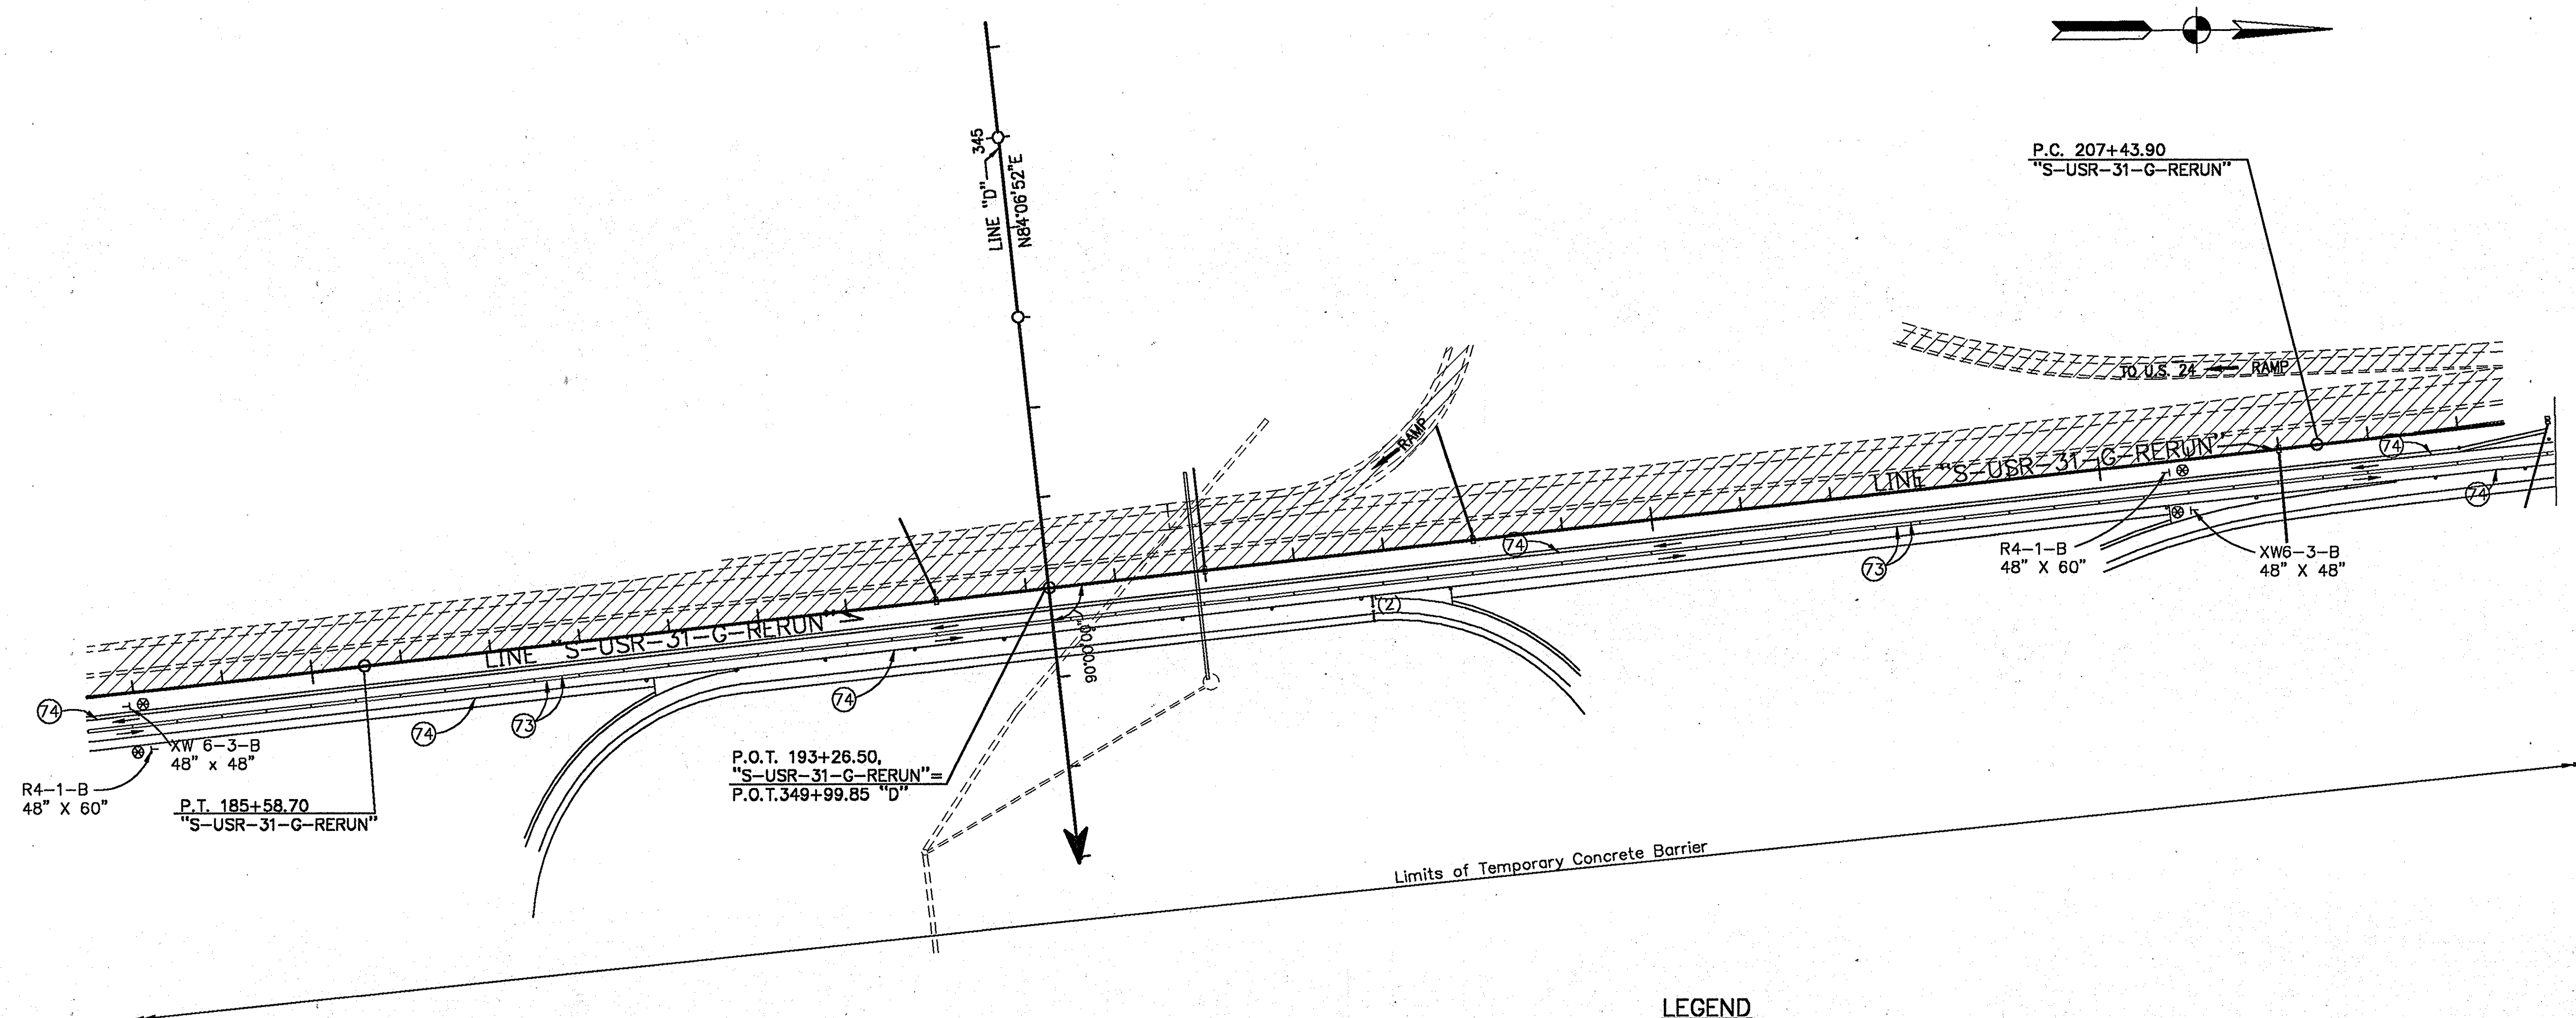 345
LINE "D"
N84°06'52"E
P.C. 207+43.90
"S-USR-31-G-RERUN"
TO U.S. 24
RAMP
RAMP
LINE "S-USR-31-G-RERUN"
74
74
74
R4-1-B
48" X 60"
XW6-3-B
48" X 48"
73
74
(2)
90°00'00"
LINE "S-USR-31-G-RERUN"
74
74
74
73
XW 6-3-B
48" x 48"
R4-1-B
48" X 60"
P.T. 185+58.70
"S-USR-31-G-RERUN"
P.O.T. 193+26.50,
"S-USR-31-G-RERUN"=
P.O.T.349+99.85 "D"
Limits of Temporary Concrete Barrier
LEGEND